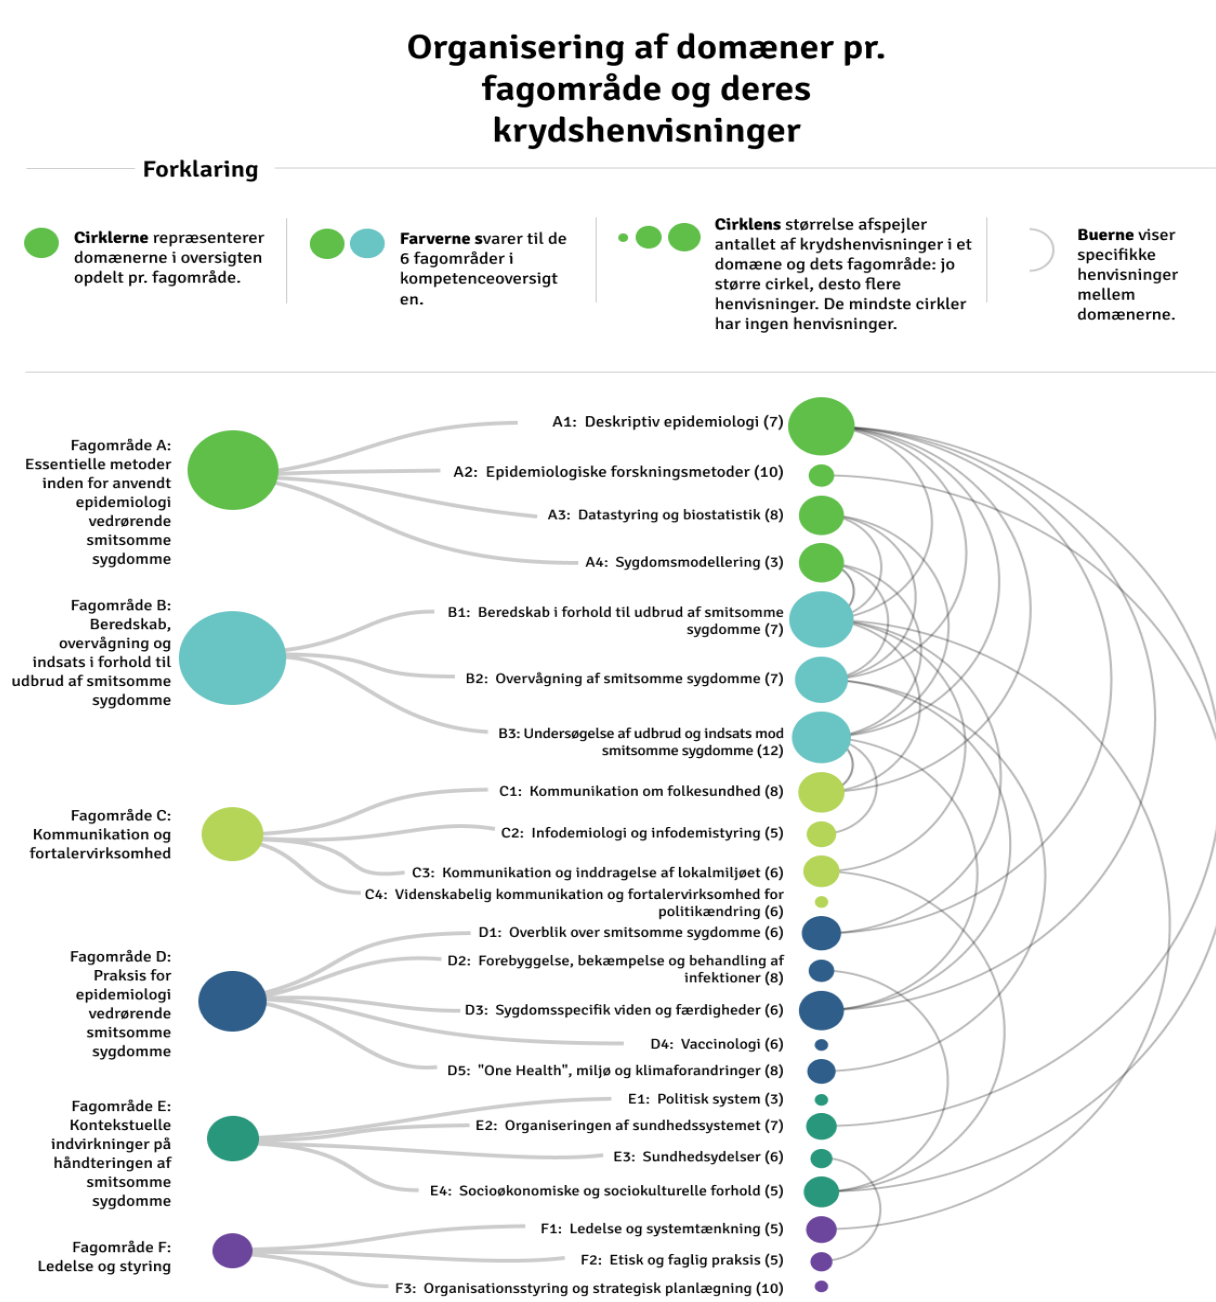 Organisering af domæner pr.
fagområde og deres
krydshenvisninger
Forklaring
Cirklerne repræsenterer
domænerne i oversigten
opdelt pr. fagområde.
Farverne svarer til de
6 fagområder i
kompetenceoversigt
en.
Cirklens størrelse afspejler
antallet af krydshenvisninger i et
domæne og dets fagområde: jo
større cirkel, desto flere
henvisninger. De mindste cirkler
har ingen henvisninger.
Buerne viser
specifikke
henvisninger
mellem
domænerne.
Fagområde A:
Essentielle metoder
inden for anvendt
epidemiologi
vedrørende
smitsomme
sygdomme
A1: Deskriptiv epidemiologi (7)
A2: Epidemiologiske forskningsmetoder (10)
A3: Datastyring og biostatistik (8)
A4: Sygdomsmodellering (3)
Fagområde B:
Beredskab,
overvågning og
indsats i forhold til
udbrud af smitsomme
sygdomme
B1: Beredskab i forhold til udbrud af smitsomme
sygdomme (7)
B2: Overvågning af smitsomme sygdomme (7)
B3: Undersøgelse af udbrud og indsats mod
smitsomme sygdomme (12)
Fagområde C:
Kommunikation og
fortalervirksomhed
C1: Kommunikation om folkesundhed (8)
C2: Infodemiologi og infodemistyring (5)
C3: Kommunikation og inddragelse af lokalmiljøet (6)
C4: Videnskabelig kommunikation og fortalervirksomhed for
politikændring (6)
Fagområde D:
Praksis for
epidemiologi
vedrørende
smitsomme
sygdomme
D1: Overblik over smitsomme sygdomme (6)
D2: Forebyggelse, bekæmpelse og behandling af
infektioner (8)
D3: Sygdomsspecifik viden og færdigheder (6)
D4: Vaccinologi (6)
D5: "One Health", miljø og klimaforandringer (8)
Fagområde E:
Kontekstuelle
indvirkninger på
håndteringen af
smitsomme
sygdomme
E1: Politisk system (3)
E2: Organiseringen af sundhedssystemet (7)
E3: Sundhedsydelser (6)
E4: Socioøkonomiske og sociokulturelle forhold (5)
Fagområde F:
Ledelse og styring
F1: Ledelse og systemtænkning (5)
F2: Etisk og faglig praksis (5)
F3: Organisationsstyring og strategisk planlægning (10)